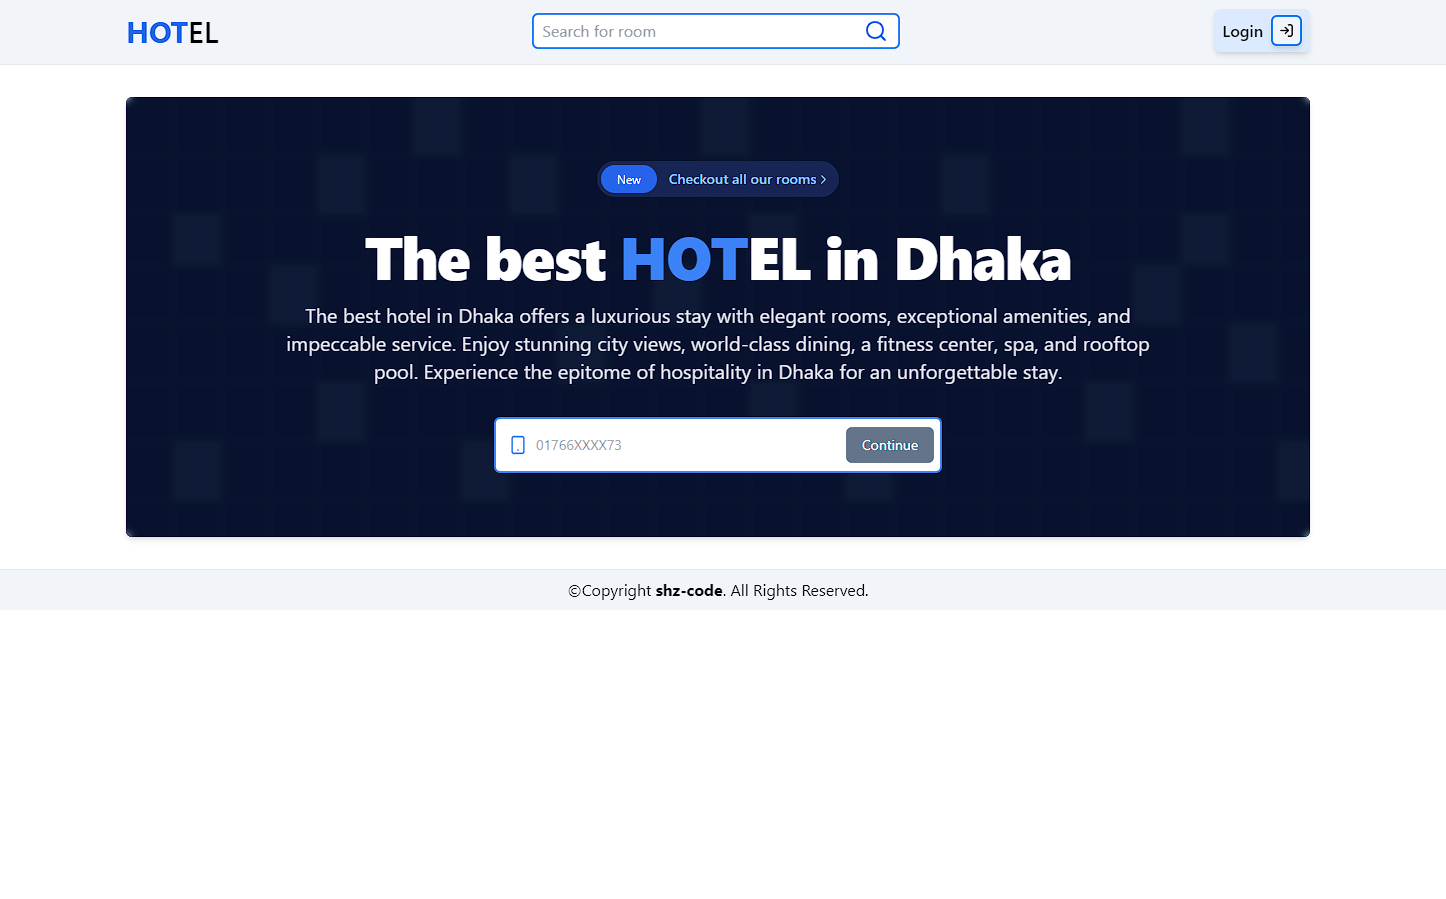 HOTEL
Search for room
Login
New
Checkout all our rooms
The best HOTEL in Dhaka
The best hotel in Dhaka offers a luxurious stay with elegant rooms, exceptional amenities, and
impeccable service. Enjoy stunning city views, world-class dining, a fitness center, spa, and rooftop
pool. Experience the epitome of hospitality in Dhaka for an unforgettable stay.
01766XXXX73
Continue
©Copyright shz-code. All Rights Reserved.